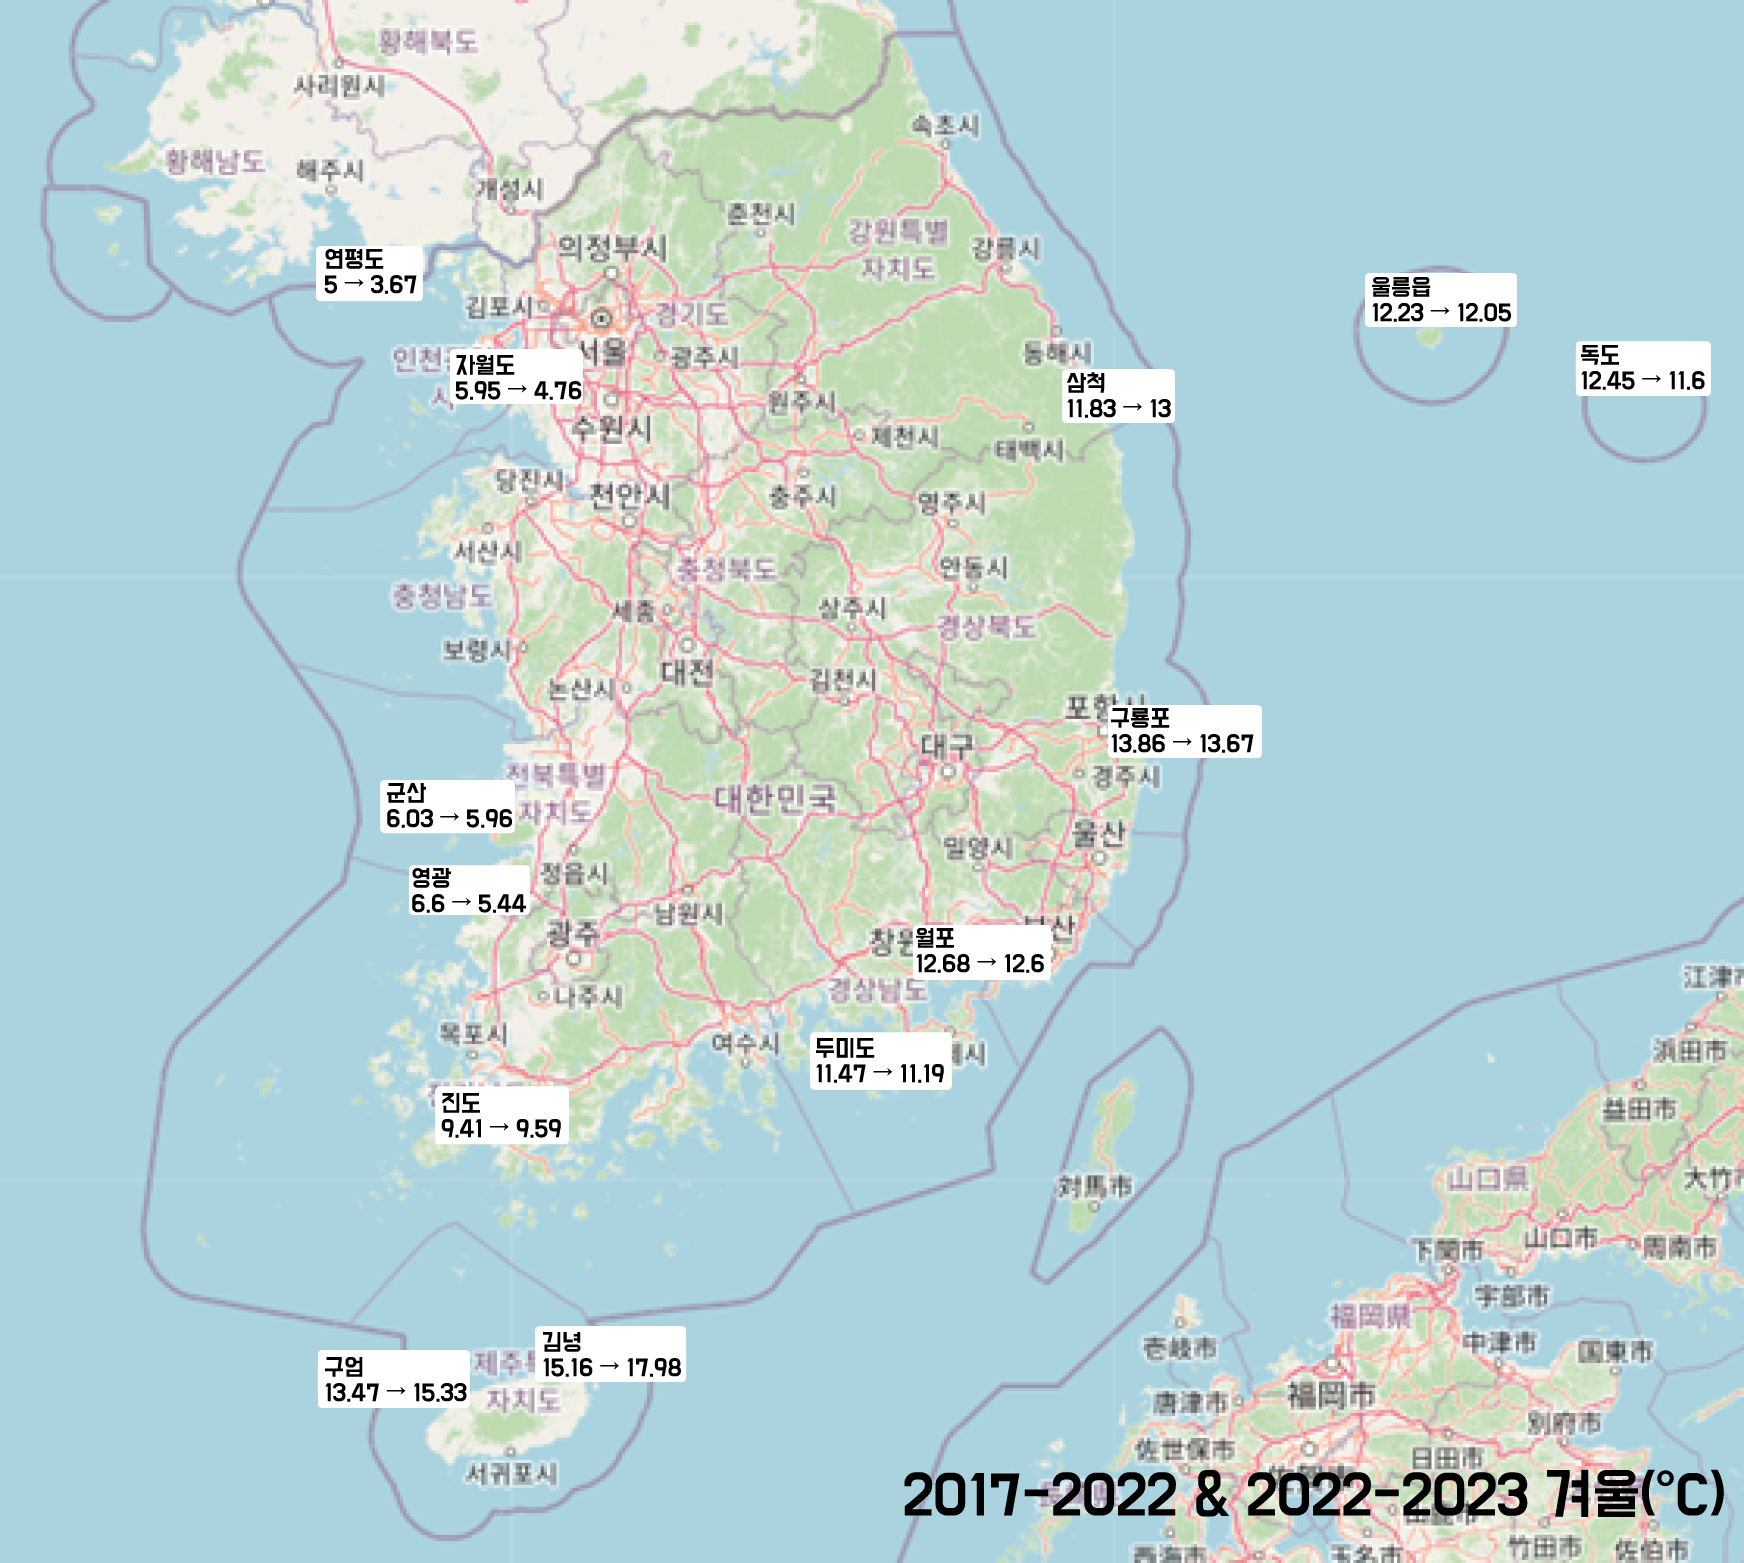 황해북도
사리원시
속초시
황해남도
해주시
개성시
춘천시
강원특별
자치도
의정부시
강릉시
연평도
5 → 3.67
울릉읍
12.23 → 12.05
김포시
경기도
서울
광주시
동해시
독도
12.45 → 11.6
자월도
5.95 → 4.76
삼척
11.83 → 13
원주시
수원시
제천시
태백시
당진시
천안시
충주시
영주시
서산시
충청북도
안동시
충청남도
세종
상주시
경상북도
보령시
대전
김천시
논산시
구룡포
13.86 → 13.67
대구
전북특별
자치도
경주시
군산
6.03 → 5.96
대한민국
울산
밀양시
영광
6.6 → 5.44
정읍시
남원시
광주
월포
12.68 → 12.6
경상남도
江津市
나주시
목포시
여수시
두미도
11.47 → 11.19
浜田市
진도
9.41 → 9.59
益田市
対馬市
山口県
大竹市
下関市
山口市
周南市
宇部市
福岡県
김녕
15.16 → 17.98
구엄
13.47 → 15.33
자치도
壱岐市
中津市
国東市
唐津市
福岡市
別府市
佐世保市
日田市
서귀포시
2017-2022 & 2022-2023 겨울(°C)
西海市
玉名市
竹田市
佐伯市